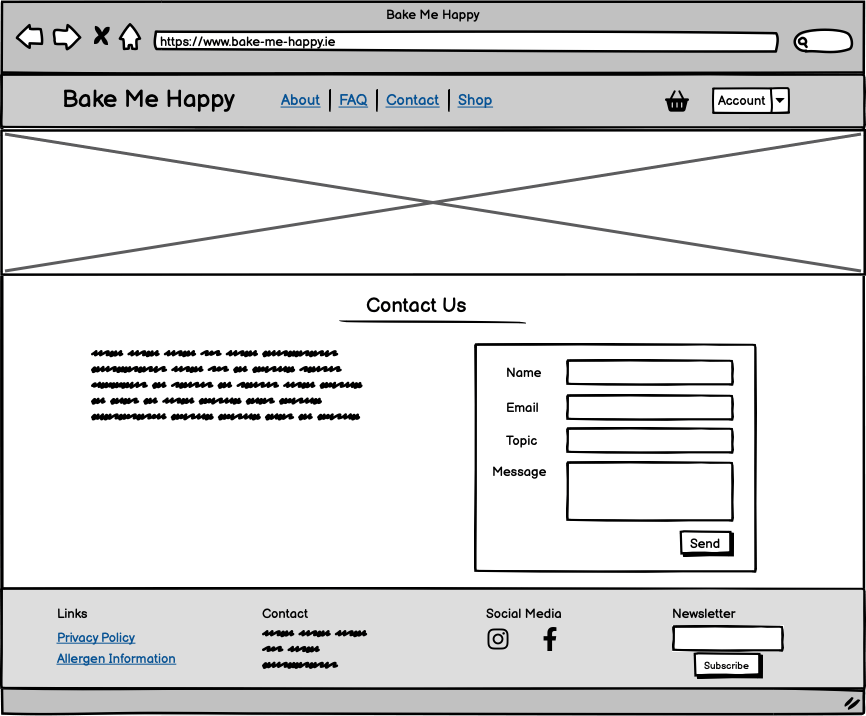 Bake Me Happy
https://www.bake-me-happy.ie
Bake Me Happy About FAQ Contact Shop Account
Contact Us
Name
Email
Topic
Message
Send
Links Contact Social Media Newsletter
Privacy Policy
Allergen Information
Subscribe